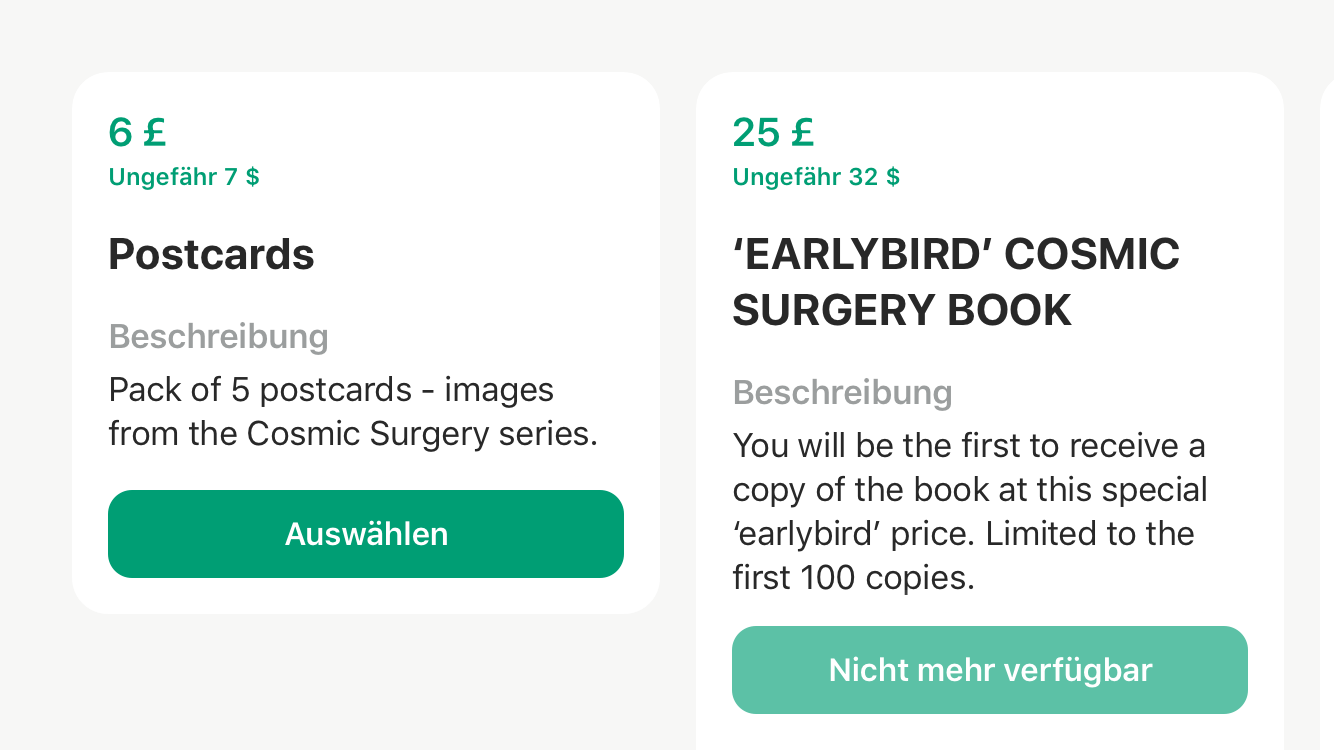 6 £
Ungefähr 7 $
Postcards
Beschreibung
Pack of 5 postcards - images
from the Cosmic Surgery series.
Auswählen
25 £
Ungefähr 32 $
‘EARLYBIRD’ COSMIC
SURGERY BOOK
Beschreibung
You will be the first to receive a
copy of the book at this special
‘earlybird’ price. Limited to the
first 100 copies.
Nicht mehr verfügbar